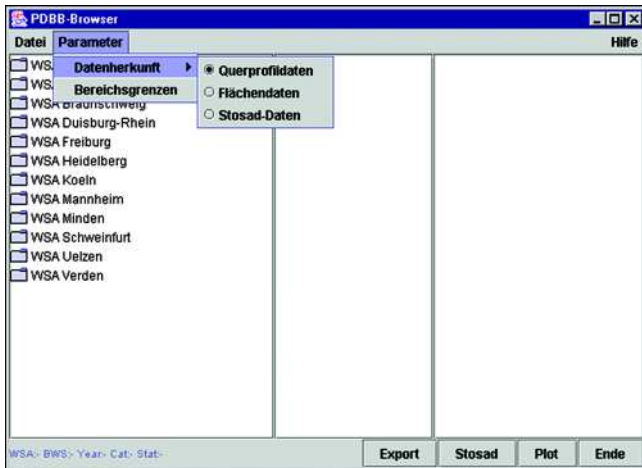 PDBB-Browser
Datei Parameter Hilfe
Datenherkunft
Bereichsgrenzen
Querprofildaten
Flächendaten
Stosad-Daten
WSA
WSA
WSA Braunschweig
WSA Duisburg-Rhein
WSA Freiburg
WSA Heidelberg
WSA Koeln
WSA Mannheim
WSA Minden
WSA Schweinfurt
WSA Uelzen
WSA Verden
WSA:- BWS:- Year:- Cat:- Stat:-
Export Stosad Plot Ende